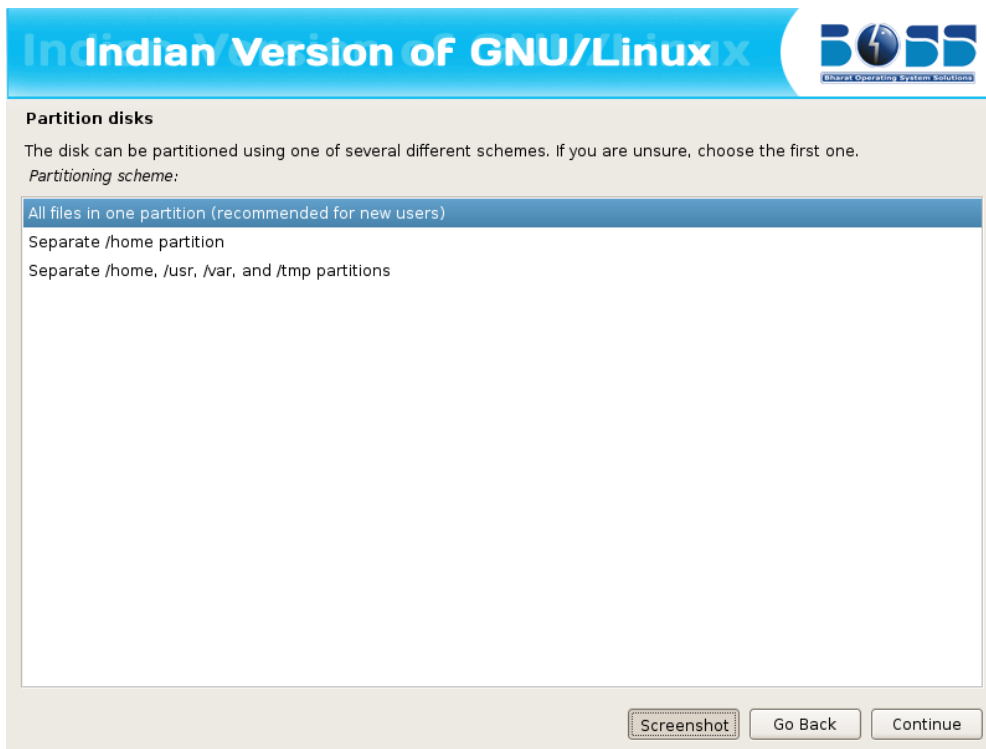 Indian Version of GNU/Linux
BOSS
Bharat Operating System Solutions
Partition disks
The disk can be partitioned using one of several different schemes. If you are unsure, choose the first one.
Partitioning scheme:
All files in one partition (recommended for new users)
Separate /home partition
Separate /home, /usr, /var, and /tmp partitions
Screenshot
Go Back
Continue